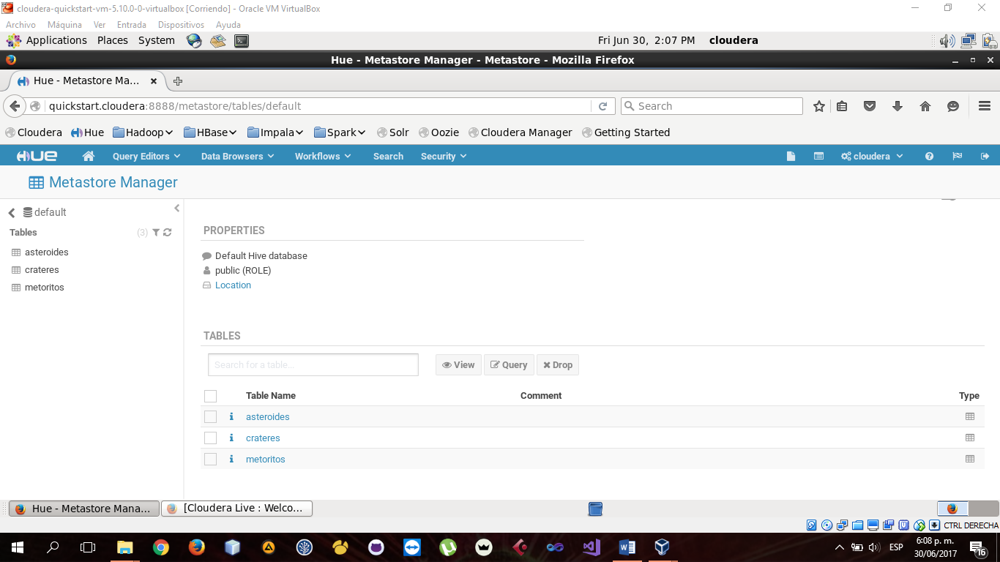 cloudera-quickstart-vm-5.10.0-0-virtualbox [Corriendo] - Oracle VM VirtualBox
Archivo Máquina Ver Entrada Dispositivos Ayuda
Applications Places System Fri Jun 30, 2:07 PM cloudera
Hue - Metastore Manager - Metastore - Mozilla Firefox
Hue - Metastore Ma...
quickstart.cloudera:8888/metastore/tables/default Search
Cloudera Hue Hadoop HBase Impala Spark Solr Oozie Cloudera Manager Getting Started
HUE Query Editors Data Browsers Workflows Search Security cloudera
Metastore Manager
default
Tables (3)
asteroides
crateres
metoritos
PROPERTIES
Default Hive database
public (ROLE)
Location
TABLES
Search for a table... View Query Drop
Table Name Comment Type
asteroides
crateres
metoritos
Hue - Metastore Mana... [Cloudera Live : Welco...
CTRL DERECHA
ESP 6:08 p. m.
30/06/2017 16